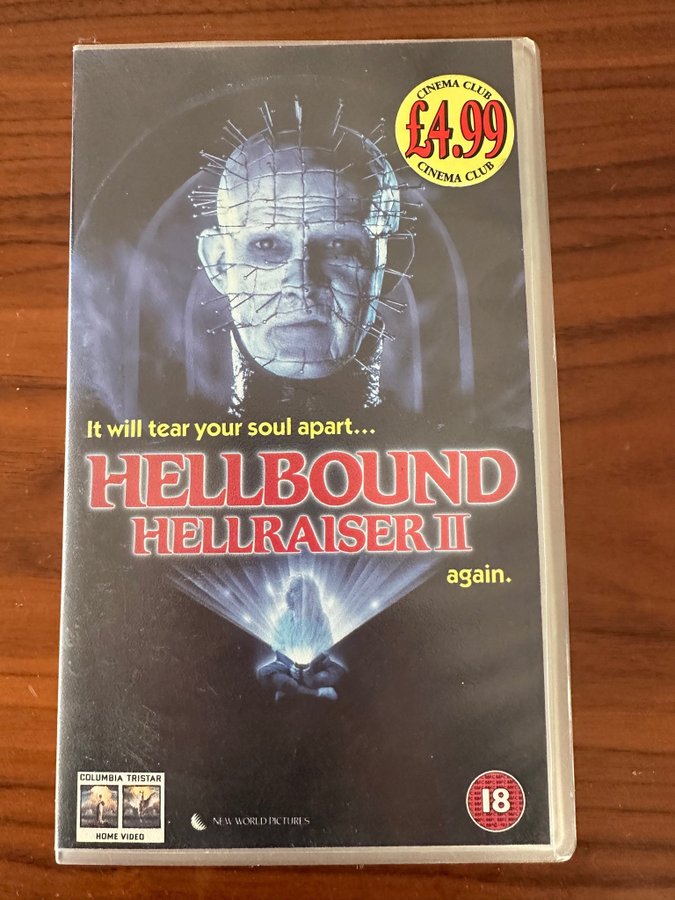 CINEMA CLUB
£4.99
CINEMA CLUB
It will tear your soul apart...
HELLBOUND
HELLRAISER II
again.
COLUMBIA TRISTAR
HOME VIDEO
NEW WORLD PICTURES
18